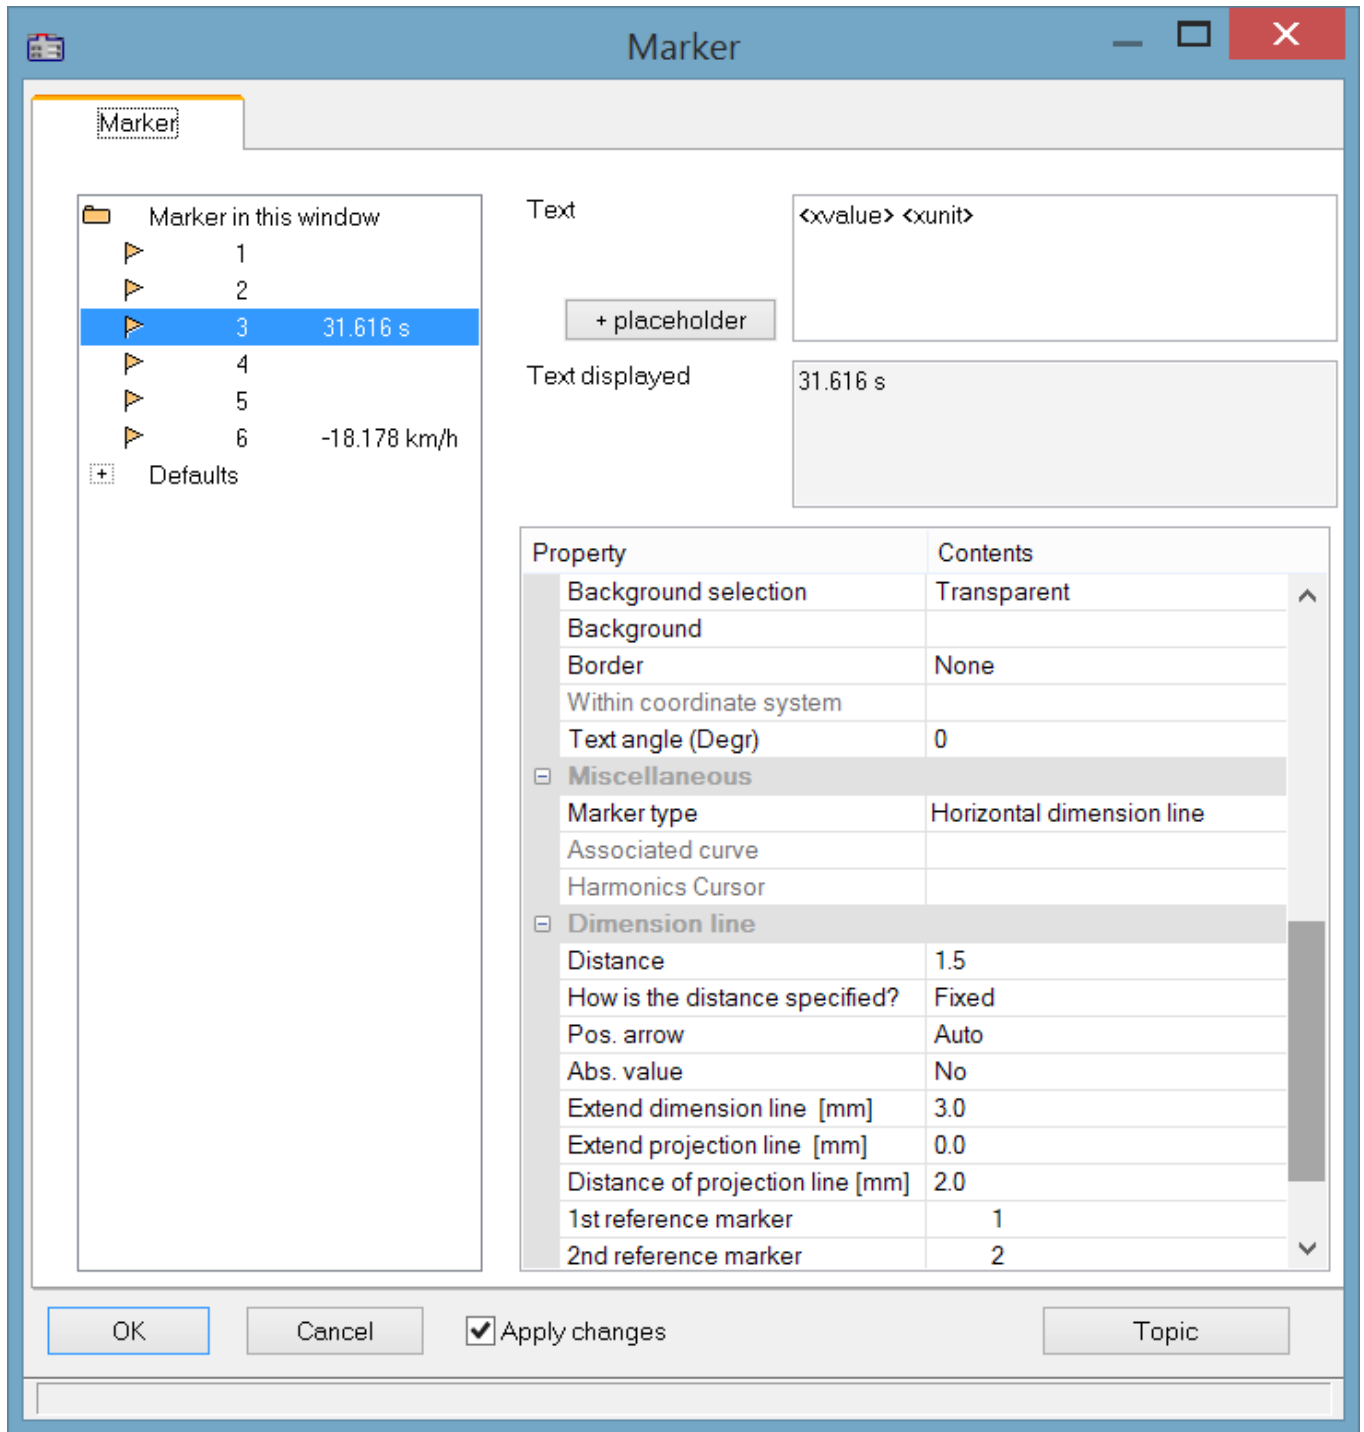 Marker
Marker
Marker in this window
1
2
3 31.616 s
4
5
6 -18.178 km/h
Defaults
Text
<xvalue> <xunit>
+ placeholder
Text displayed
31.616 s
Property Contents
Background selection Transparent
Background
Border None
Within coordinate system
Text angle (Degr) 0
Miscellaneous
Marker type Horizontal dimension line
Associated curve
Harmonics Cursor
Dimension line
Distance 1.5
How is the distance specified? Fixed
Pos. arrow Auto
Abs. value No
Extend dimension line [mm] 3.0
Extend projection line [mm] 0.0
Distance of projection line [mm] 2.0
1st reference marker 1
2nd reference marker 2
OK Cancel Apply changes Topic